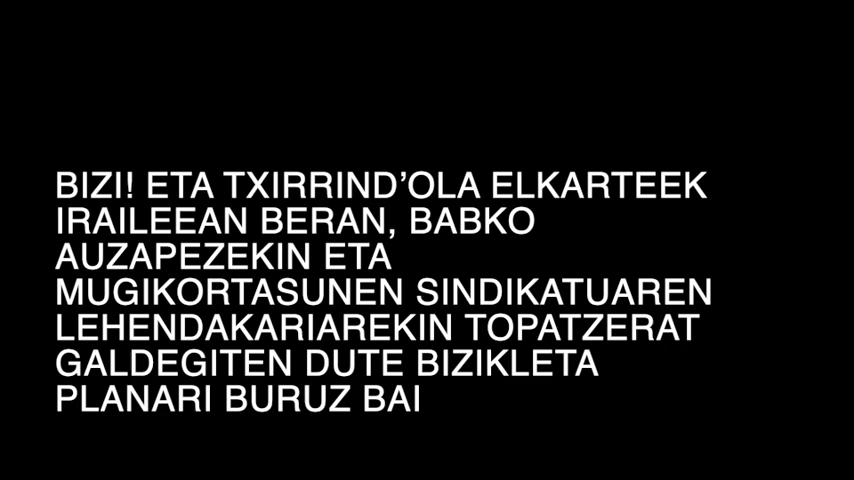 BIZI! ETA TXIRRIND’OLA ELKARTEEK
IRAILEEAN BERAN, BABKO
AUZAPEZEKIN ETA
MUGIKORTASUNEN SINDIKATUAREN
LEHENDAKARIAREKIN TOPATZERAT
GALDEGITEN DUTE BIZIKLETA
PLANARI BURUZ BAI